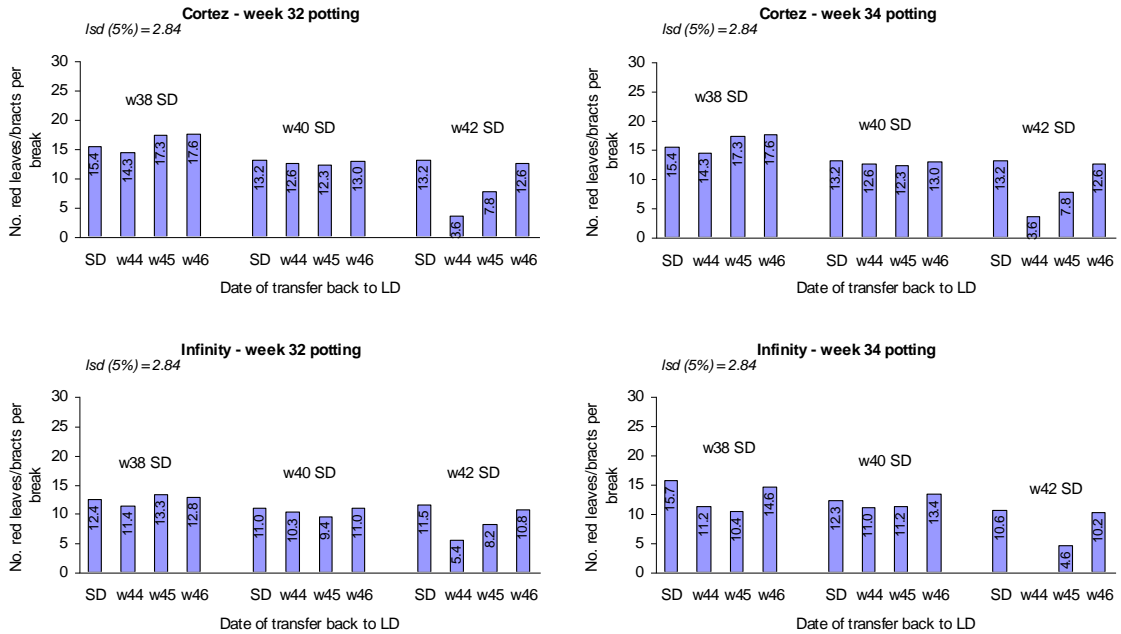 Cortez - week 32 potting
lsd (5%) = 2.84
No. red leaves/bracts per
break
30
25
20
15
10
5
0
w38 SD
w40 SD
w42 SD
15.4
14.3
17.3
17.6
13.2
12.6
12.3
13.0
13.2
3.6
7.8
12.6
SD w44 w45 w46
SD w44 w45 w46
SD w44 w45 w46
Date of transfer back to LD
Cortez - week 34 potting
lsd (5%) = 2.84
No. red leaves/bracts per
break
30
25
20
15
10
5
0
w38 SD
w40 SD
w42 SD
15.4
14.3
17.3
17.6
13.2
12.6
12.3
13.0
13.2
3.6
7.8
12.6
SD w44 w45 w46
SD w44 w45 w46
SD w44 w45 w46
Date of transfer back to LD
Infinity - week 32 potting
lsd (5%) = 2.84
No. red leaves/bracts per
break
30
25
20
15
10
5
0
w38 SD
w40 SD
w42 SD
12.4
11.4
13.3
12.8
11.0
10.3
9.4
11.0
11.5
5.4
8.2
10.8
SD w44 w45 w46
SD w44 w45 w46
SD w44 w45 w46
Date of transfer back to LD
Infinity - week 34 potting
lsd (5%) = 2.84
No. red leaves/bracts per
break
30
25
20
15
10
5
0
w38 SD
w40 SD
w42 SD
15.7
11.2
10.4
14.6
12.3
11.0
11.2
13.4
10.6
4.6
10.2
SD w44 w45 w46
SD w44 w45 w46
SD w44 w45 w46
Date of transfer back to LD